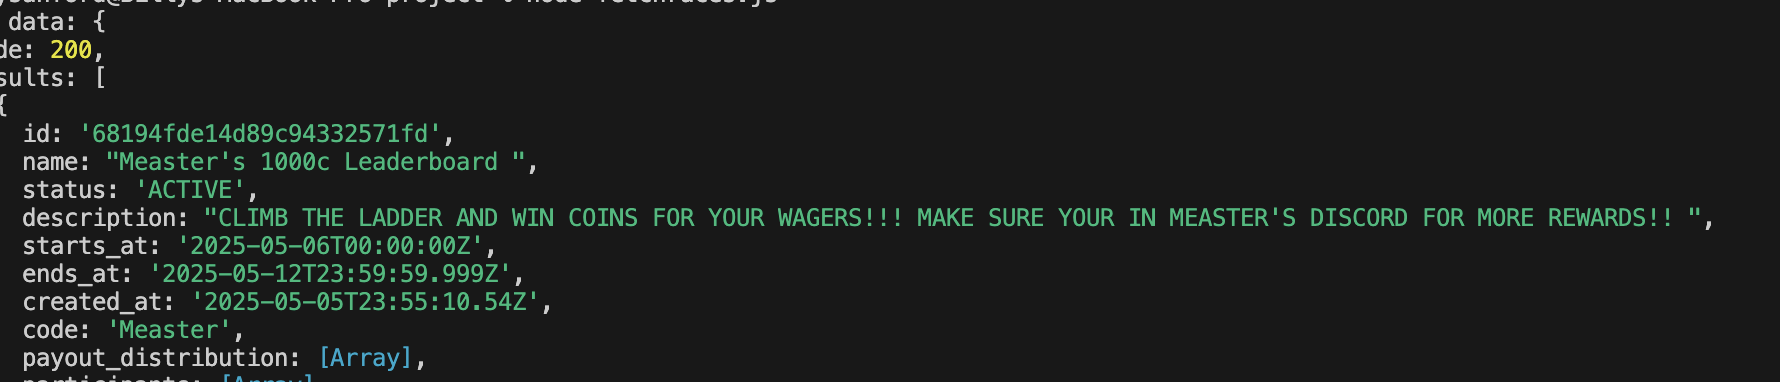 data: {
de: 200,
sults: [
{
id: '68194fde14d89c94332571fd',
name: "Measter's 1000c Leaderboard ",
status: 'ACTIVE',
description: "CLIMB THE LADDER AND WIN COINS FOR YOUR WAGERS!!! MAKE SURE YOUR IN MEASTER'S DISCORD FOR MORE REWARDS!! ",
starts_at: '2025-05-06T00:00:00Z',
ends_at: '2025-05-12T23:59:59.999Z',
created_at: '2025-05-05T23:55:10.54Z',
code: 'Measter',
payout_distribution: [Array],
participants: [Array]